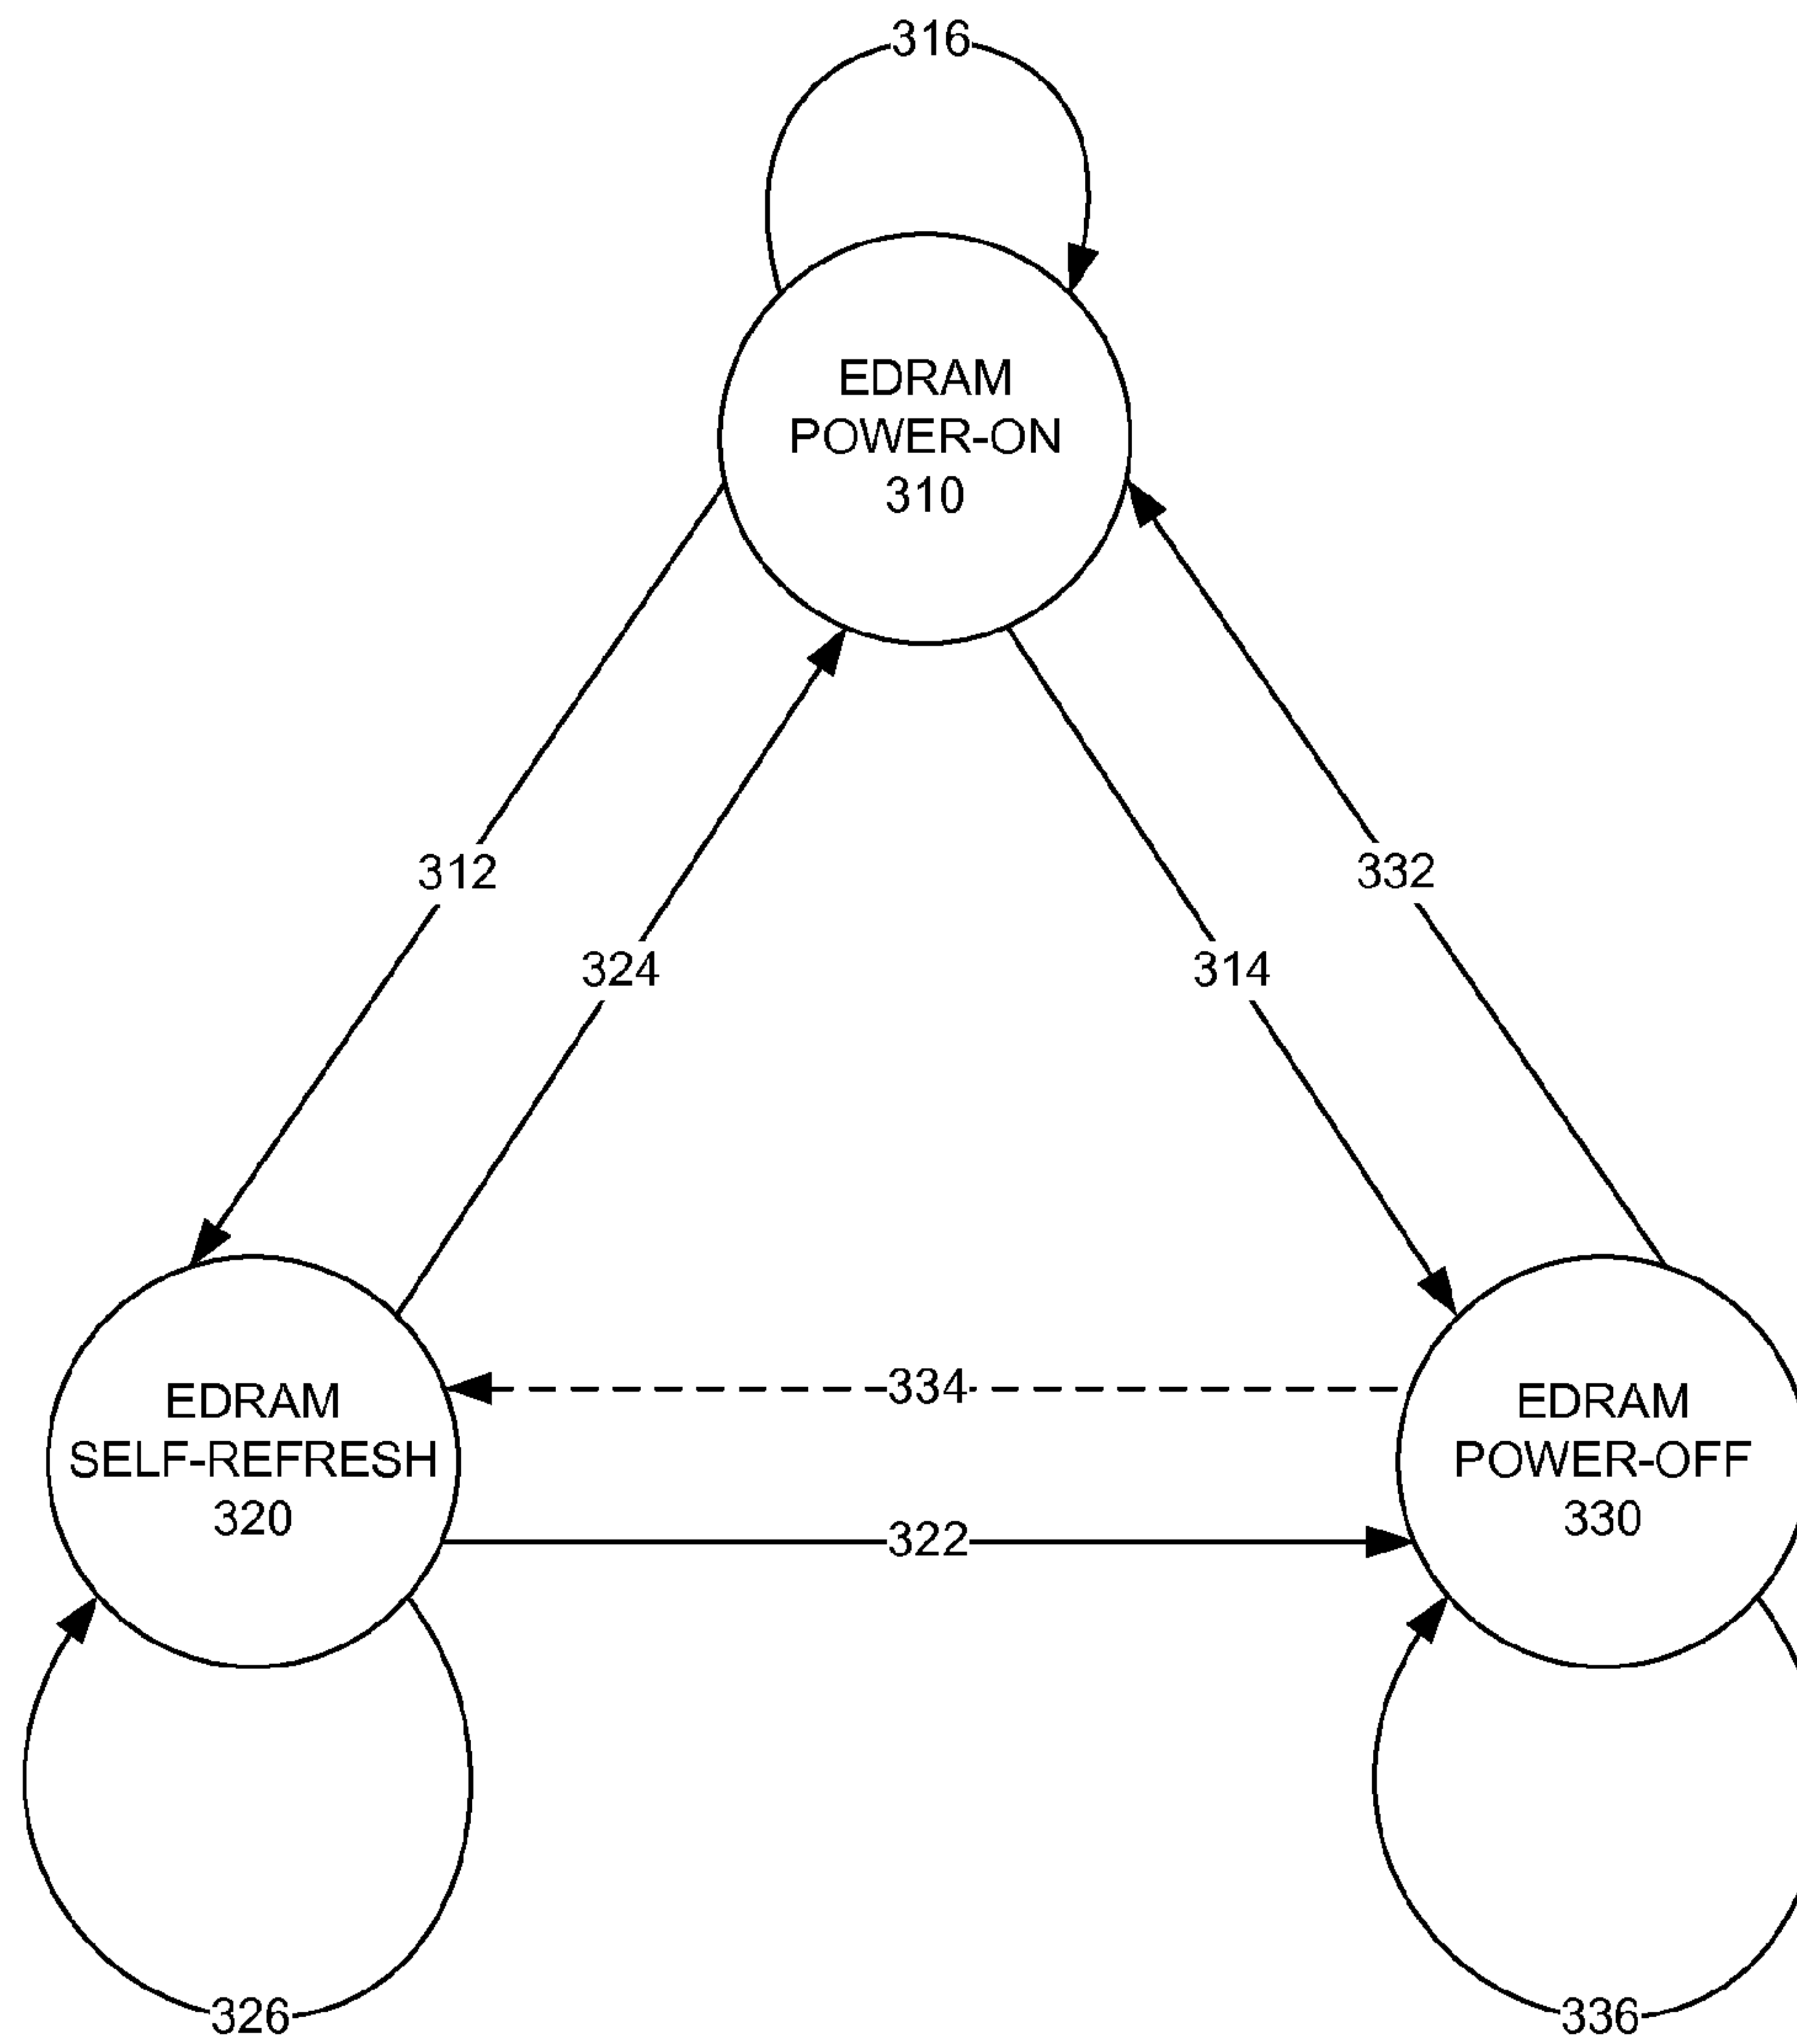 316
EDRAM
POWER-ON
310
312
332
324
314
334
EDRAM
SELF-REFRESH
320
EDRAM
POWER-OFF
330
322
326
336